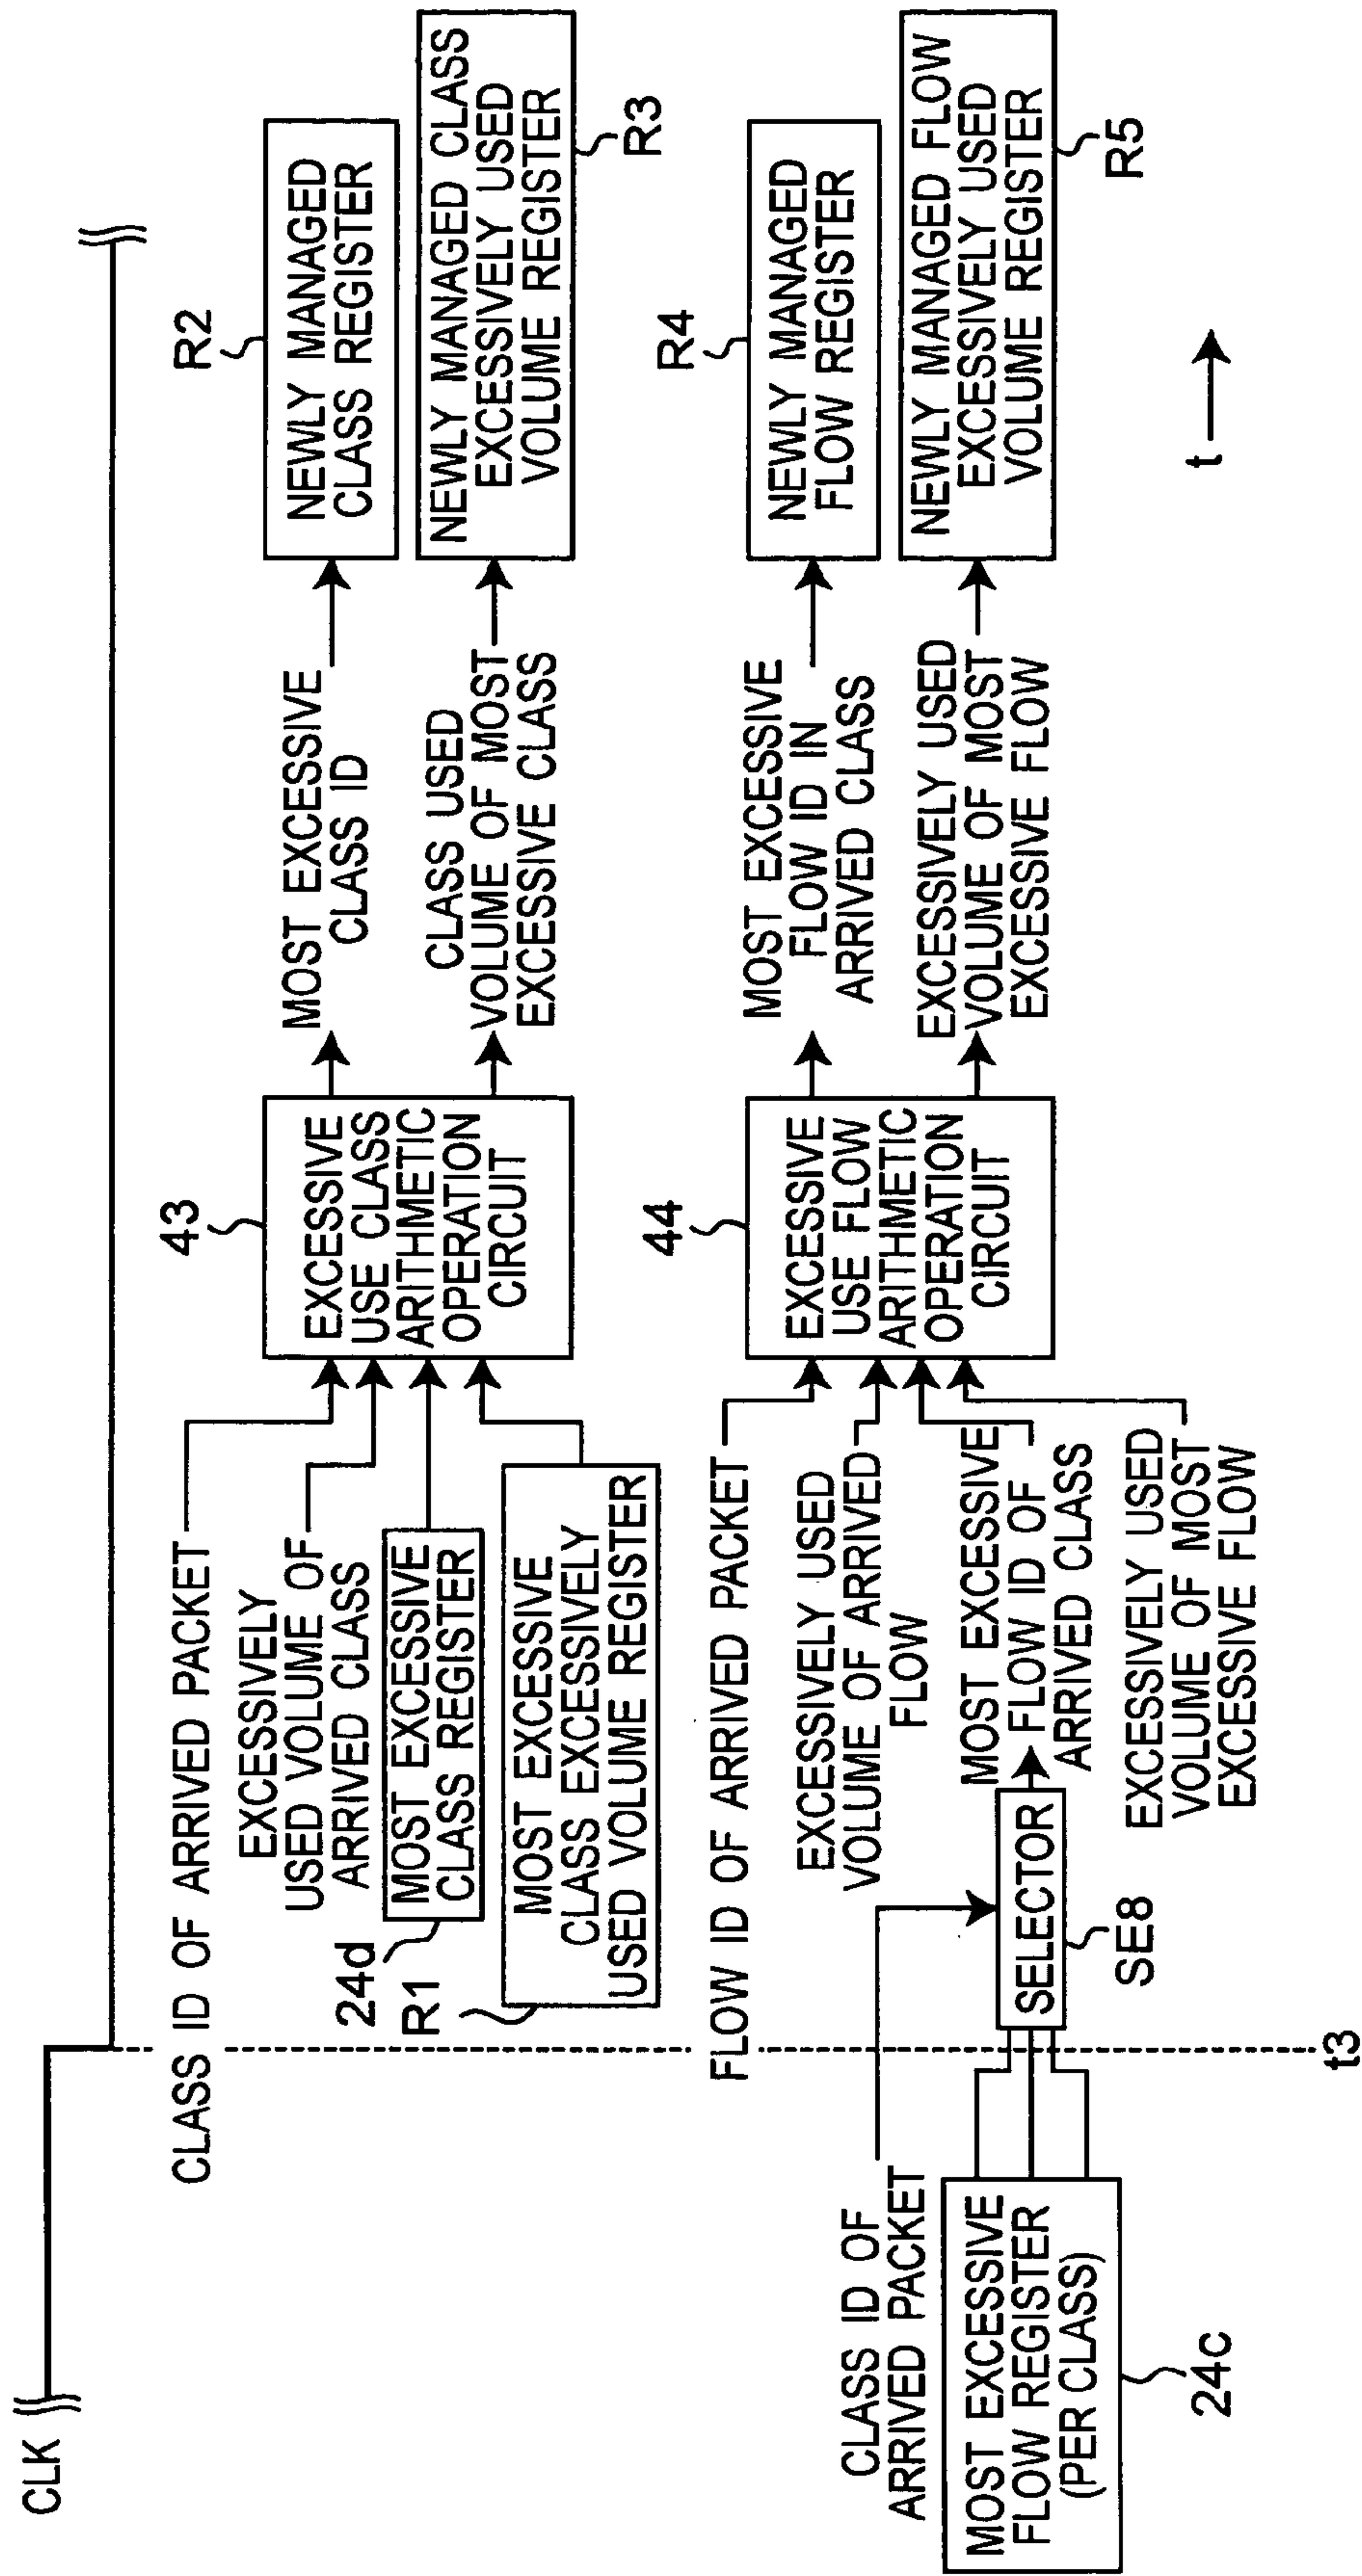 CLK
CLASS ID OF ARRIVED PACKET
EXCESSIVELY
USED VOLUME OF
ARRIVED CLASS
MOST EXCESSIVE
CLASS REGISTER
24d
R1
MOST EXCESSIVE
CLASS EXCESSIVELY
USED VOLUME REGISTER
43
EXCESSIVE
USE CLASS
ARITHMETIC
OPERATION
CIRCUIT
MOST EXCESSIVE
CLASS ID
CLASS USED
VOLUME OF MOST
EXCESSIVE CLASS
R2
NEWLY MANAGED
CLASS REGISTER
NEWLY MANAGED CLASS
EXCESSIVELY USED
VOLUME REGISTER
R3
FLOW ID OF ARRIVED PACKET
CLASS ID OF
ARRIVED PACKET
MOST EXCESSIVE
FLOW REGISTER
(PER CLASS)
24c
SELECTOR
SE8
EXCESSIVELY USED
VOLUME OF ARRIVED
FLOW
MOST EXCESSIVE
FLOW ID OF
ARRIVED CLASS
EXCESSIVELY USED
VOLUME OF MOST
EXCESSIVE FLOW
44
EXCESSIVE
USE FLOW
ARITHMETIC
OPERATION
CIRCUIT
MOST EXCESSIVE
FLOW ID IN
ARRIVED CLASS
EXCESSIVELY USED
VOLUME OF MOST
EXCESSIVE FLOW
R4
NEWLY MANAGED
FLOW REGISTER
NEWLY MANAGED FLOW
EXCESSIVELY USED
VOLUME REGISTER
R5
t3
t